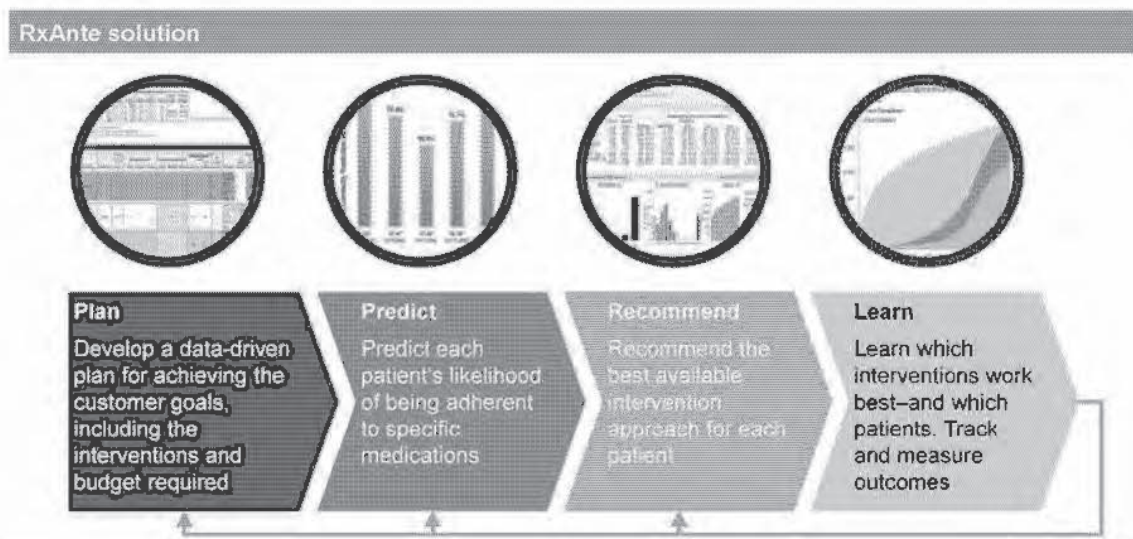 RxAnte solution
Plan
Develop a data-driven
plan for achieving the
customer goals,
including the
interventions and
budget required
Predict
Predict each
patient's likelihood
of being adherent
to specific
medications
Recommend
Recommend the
best available
intervention
approach for each
patient
Learn
Learn which
interventions work
best–and which
patients. Track
and measure
outcomes